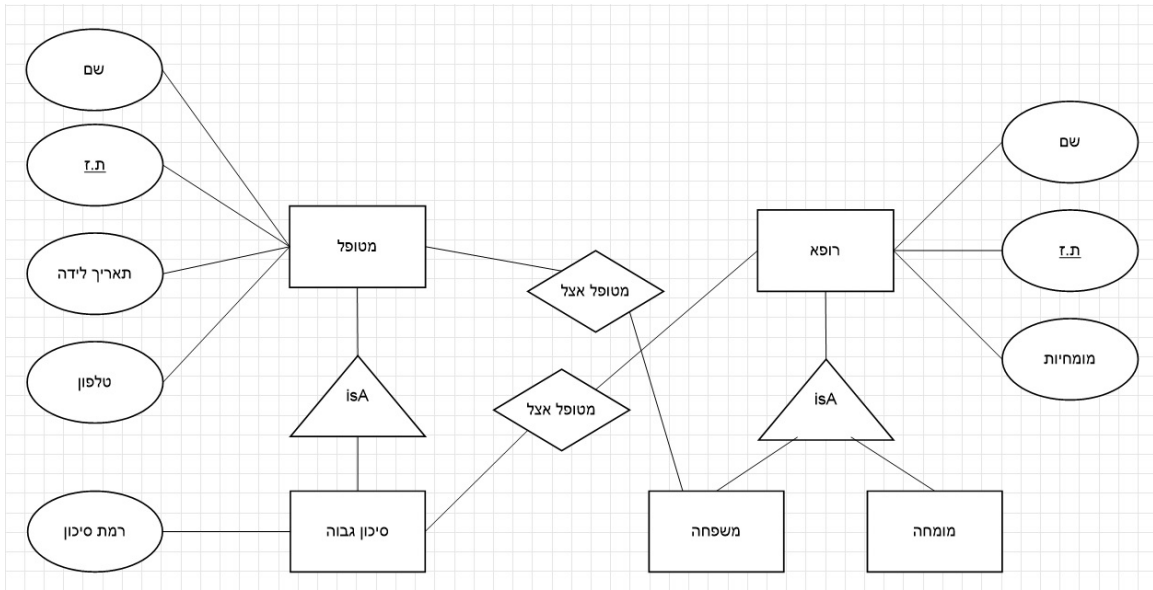 שם
ת.ז
תאריך לידה
טלפון
רמת סיכון
מטופל
isA
סיכון גבוה
מטופל אצל
מטופל אצל
רופא
isA
משפחה
מומחה
שם
ת.ז
מומחיות